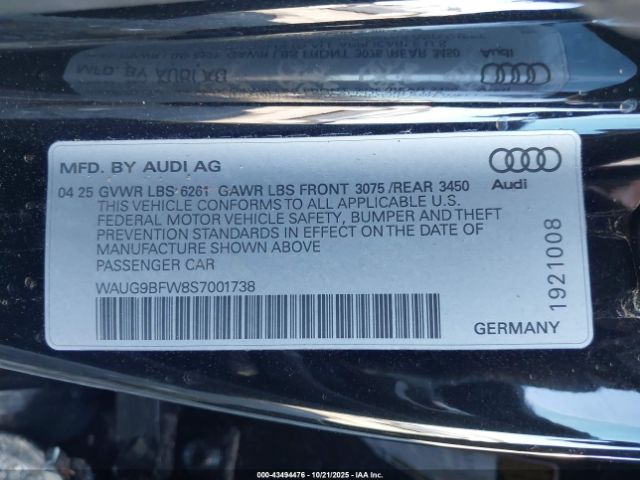 MFD. BY AUDI AG
04 25 GVWR LBS 6261 GAWR LBS FRONT 3075 /REAR 3450
THIS VEHICLE CONFORMS TO ALL APPLICABLE U.S.
FEDERAL MOTOR VEHICLE SAFETY, BUMPER AND THEFT
PREVENTION STANDARDS IN EFFECT ON THE DATE OF
MANUFACTURE SHOWN ABOVE
PASSENGER CAR
WAUG9BFW8S7001738
Audi
1921008
GERMANY
00-43494476 - 10/21/2025 - IAA Inc.